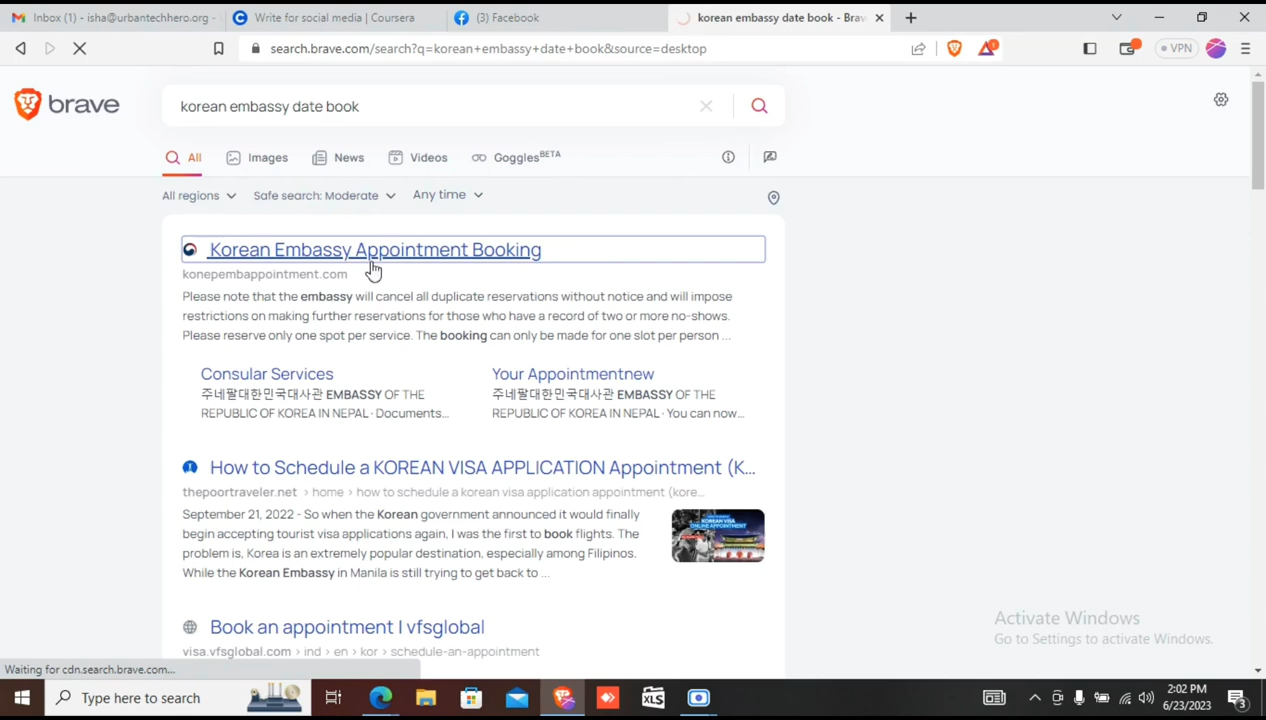 Inbox (1) - isha@urbantechhero.org -
Write for social media | Coursera
(3) Facebook
korean embassy date book - Brav
search.brave.com/search?q=korean+embassy+date+book&source=desktop
1
VPN
brave
korean embassy date book
All
Images
News
Videos
Goggles BETA
All regions
Safe search: Moderate
Any time
Korean Embassy Appointment Booking
konepembappointment.com
Please note that the embassy will cancel all duplicate reservations without notice and will impose
restrictions on making further reservations for those who have a record of two or more no-shows.
Please reserve only one spot per service. The booking can only be made for one slot per person ...
Consular Services
주네팔대한민국대사관 EMBASSY OF THE
REPUBLIC OF KOREA IN NEPAL · Documents...
Your Appointmentnew
주네팔대한민국대사관 EMBASSY OF THE
REPUBLIC OF KOREA IN NEPAL · You can now...
How to Schedule a KOREAN VISA APPLICATION Appointment (K...
thepoortraveler.net › home › how to schedule a korean visa application appointment (kore...
September 21, 2022 - So when the Korean government announced it would finally
begin accepting tourist visa applications again, I was the first to book flights. The
problem is, Korea is an extremely popular destination, especially among Filipinos.
While the Korean Embassy in Manila is still trying to get back to ...
KOREAN VISA
ONLINE APPOINTMENT
Book an appointment I vfsglobal
visa.vfsglobal.com › ind › en › kor › schedule-an-appointment
Activate Windows
Go to Settings to activate Windows.
Waiting for cdn.search.brave.com...
Type here to search
XLS
2:02 PM
6/23/2023
3